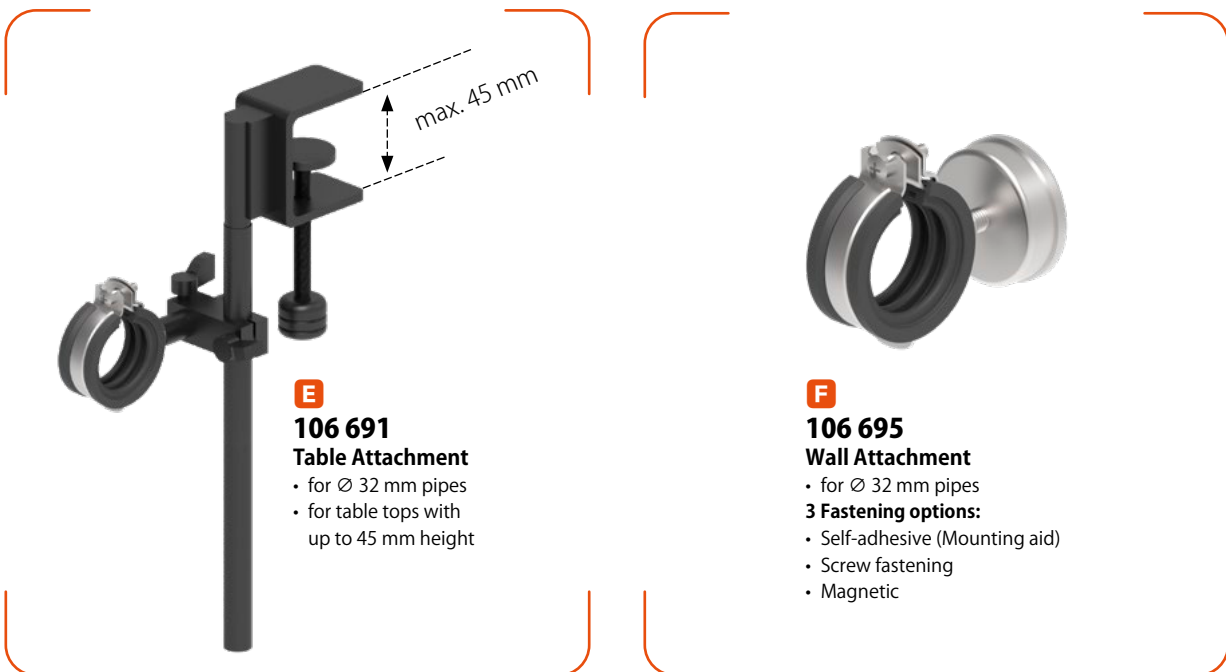 max. 45 mm
E
106 691
Table Attachment
• for ∅ 32 mm pipes
• for table tops with
up to 45 mm height
F
106 695
Wall Attachment
• for ∅ 32 mm pipes
3 Fastening options:
• Self-adhesive (Mounting aid)
• Screw fastening
• Magnetic